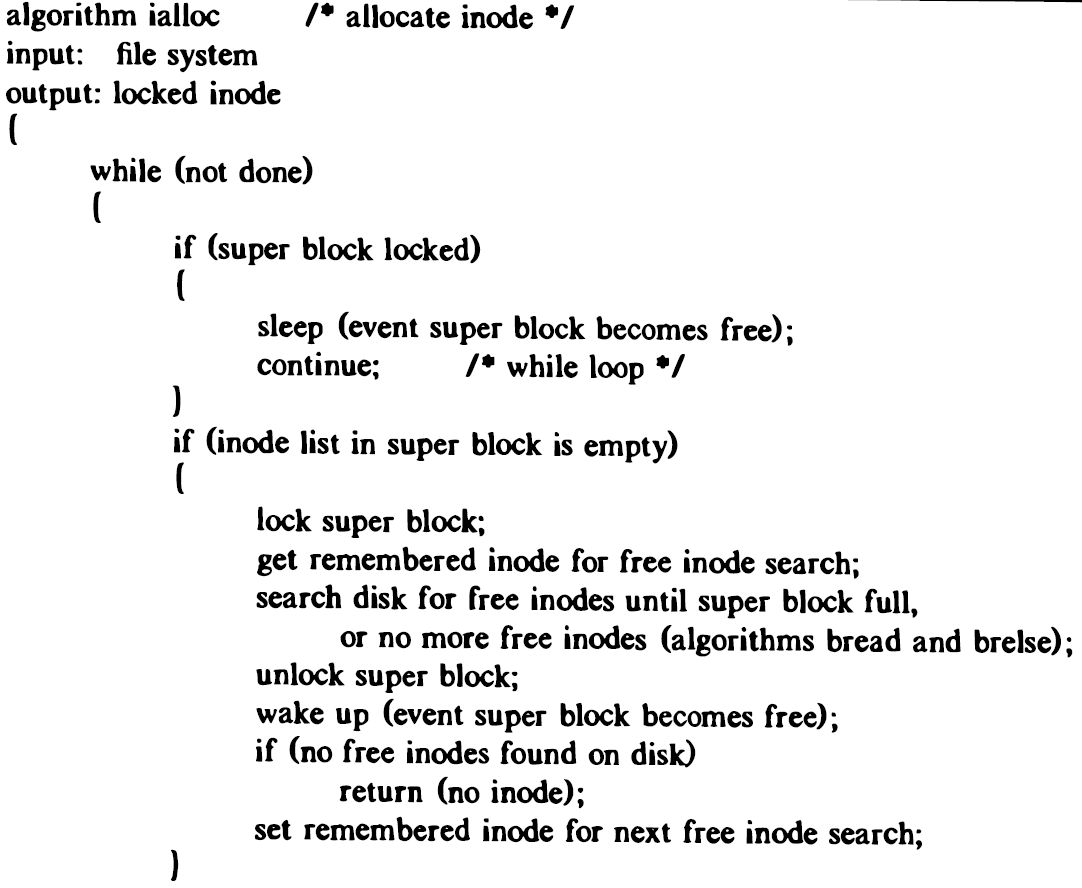 algorithm ialloc /* allocate inode */
input: file system
output: locked inode
{
while (not done)
{
if (super block locked)
{
sleep (event super block becomes free);
continue; /* while loop */
}
if (inode list in super block is empty)
{
lock super block;
get remembered inode for free inode search;
search disk for free inodes until super block full,
or no more free inodes (algorithms bread and brelse);
unlock super block;
wake up (event super block becomes free);
if (no free inodes found on disk)
return (no inode);
set remembered inode for next free inode search;
}